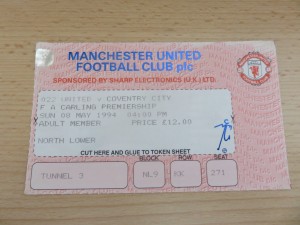 MANCHESTER UNITED
FOOTBALL CLUB plc
SPONSORED BY SHARP ELECTRONICS (U.K.) LTD.
022 UNITED v COVENTRY CITY
F A CARLING PREMIERSHIP
SUN 08 MAY 1994 04:00 PM
ADULT MEMBER PRICE £12.00
NORTH LOWER
CUT HERE AND GLUE TO TOKEN SHEET
BLOCK ROW SEAT
TUNNEL 3 NL9 KK 271